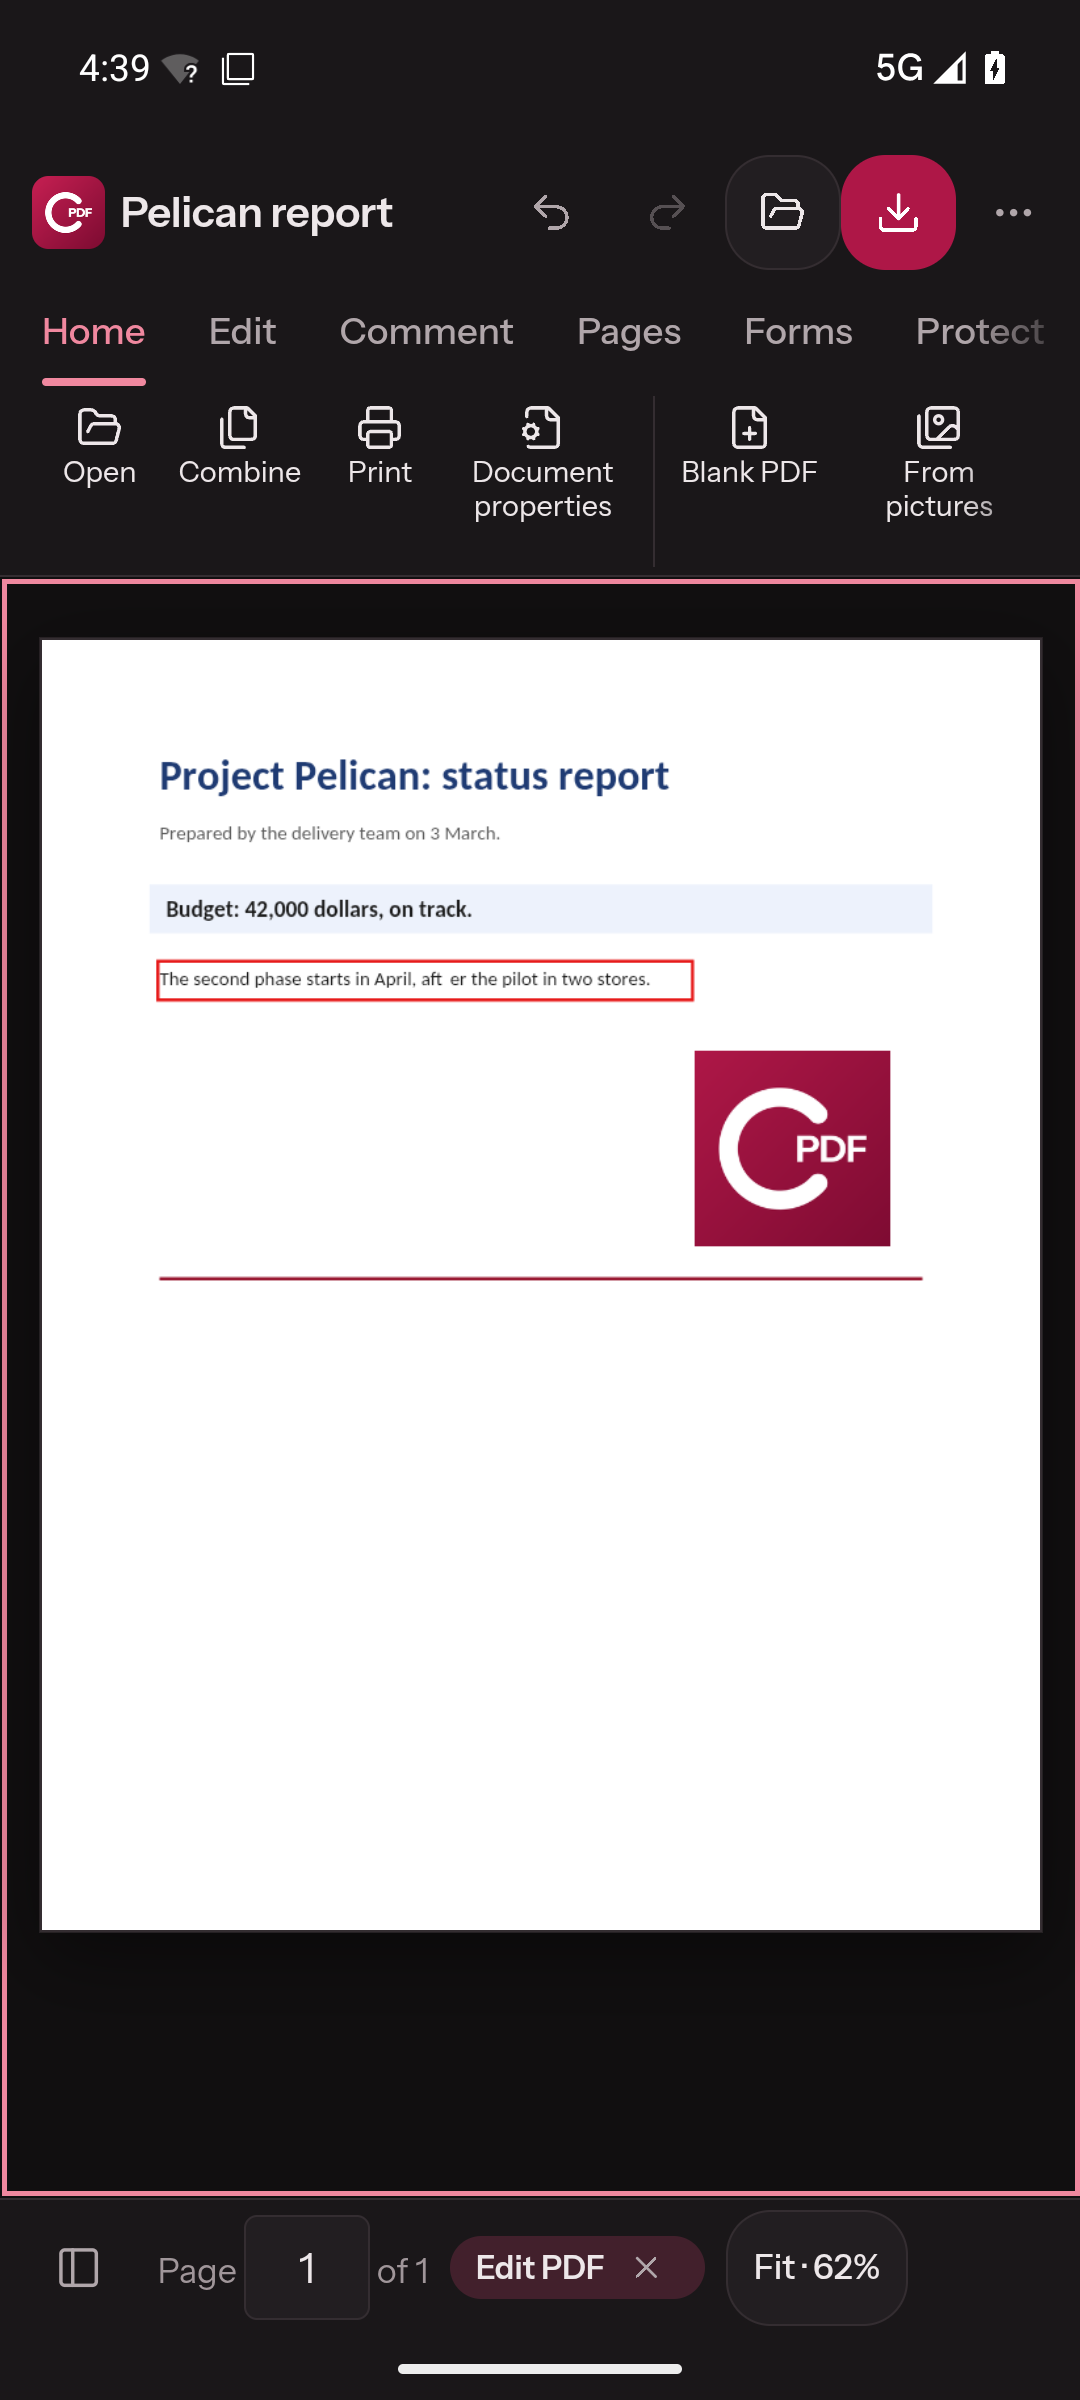 4:39
5G
PDF
Pelican report
Home Edit Comment Pages Forms Protect
Open Combine Print Document properties Blank PDF From pictures
Project Pelican: status report
Prepared by the delivery team on 3 March.
Budget: 42,000 dollars, on track.
The second phase starts in April, aft er the pilot in two stores.
PDF
Page 1 of 1 Edit PDF Fit · 62%